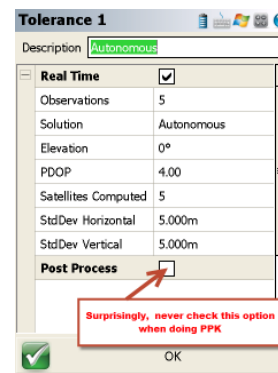 Tolerance 1
Description Autonomous
Real Time
Observations 5
Solution Autonomous
Elevation 0°
PDOP 4.00
Satellites Computed 5
StdDev Horizontal 5.000m
StdDev Vertical 5.000m
Post Process
Surprisingly, never check this option
when doing PPK
OK